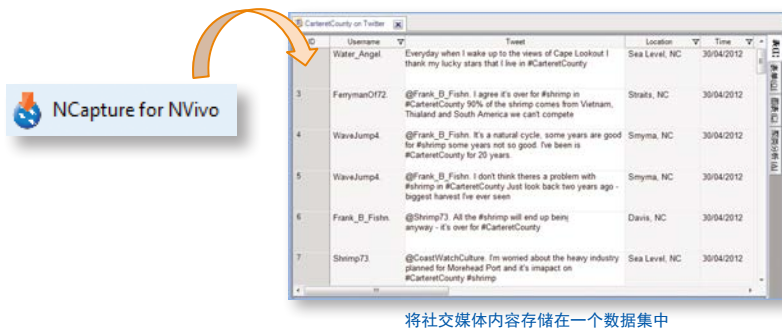 CarteretCounty on Twitter
ID Username Tweet Location Time
Water_Angel. Everyday when I wake up to the views of Cape Lookout I Sea Level, NC 30/04/2012
thank my lucky stars that I live in #CarteretCounty
3 FerrymanOf72. @Frank_B_Fishn. I agree it's over for #shrimp in Straits, NC 30/04/2012
#CarteretCounty 90% of the shrimp comes from Vietnam,
Thialand and South America we can't compete
NCapture for NVivo
4 WaveJump4. @Frank_B_Fishn. It's a natural cycle, some years are good Smyrna, NC 30/04/2012
for #shrimp some years not so good. I've been is
#CarteretCounty for 20 years.
5 WaveJump4. @Frank_B_Fishn. I don't think theres a problem with Smyrna, NC 30/04/2012
#shrimp in #CarteretCounty Just look back two years ago -
biggest harvest I've ever seen
6 Frank_B_Fishn. @Shrimp73. All the #shrimp will end up being Davis, NC 30/04/2012
anyway - it's over for #CarteretCounty
7 Shrimp73. @CoastWatchCulture. I'm worried about the heavy industry Sea Level, NC 30/04/2012
planned for Morehead Port and it's imapact on
#CarteretCounty #shrimp
将社交媒体内容存储在一个数据集中